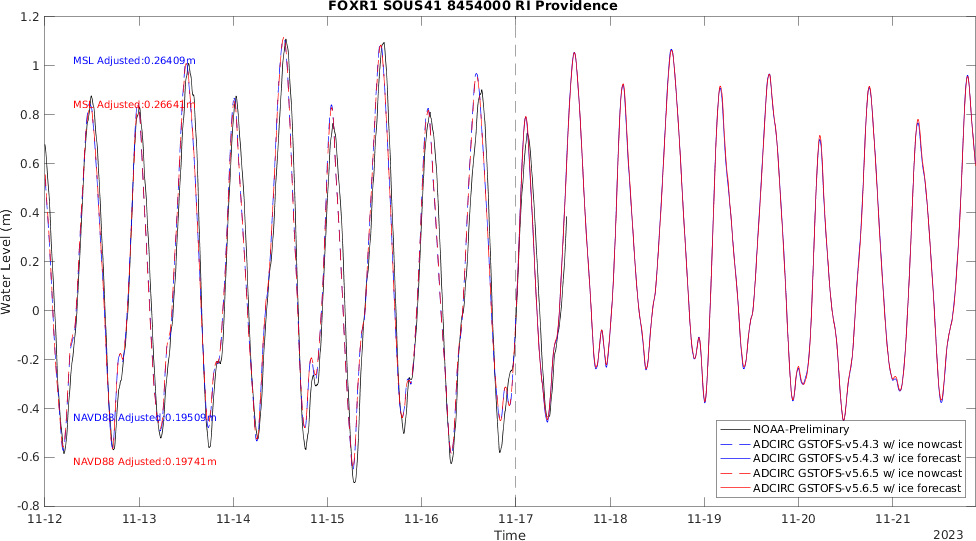 FOXR1 SOUS41 8454000 RI Providence
1.2
1
0.8
0.6
0.4
0.2
0
-0.2
-0.4
-0.6
-0.8
Water Level (m)
MSL Adjusted:0.26409m
MSL Adjusted:0.26641m
NAVD88 Adjusted:0.19509m
NAVD88 Adjusted:0.19741m
NOAA-Preliminary
ADCIRC GSTOFS-v5.4.3 w/ ice nowcast
ADCIRC GSTOFS-v5.4.3 w/ ice forecast
ADCIRC GSTOFS-v5.6.5 w/ ice nowcast
ADCIRC GSTOFS-v5.6.5 w/ ice forecast
11-12 11-13 11-14 11-15 11-16 11-17 11-18 11-19 11-20 11-21
Time
2023